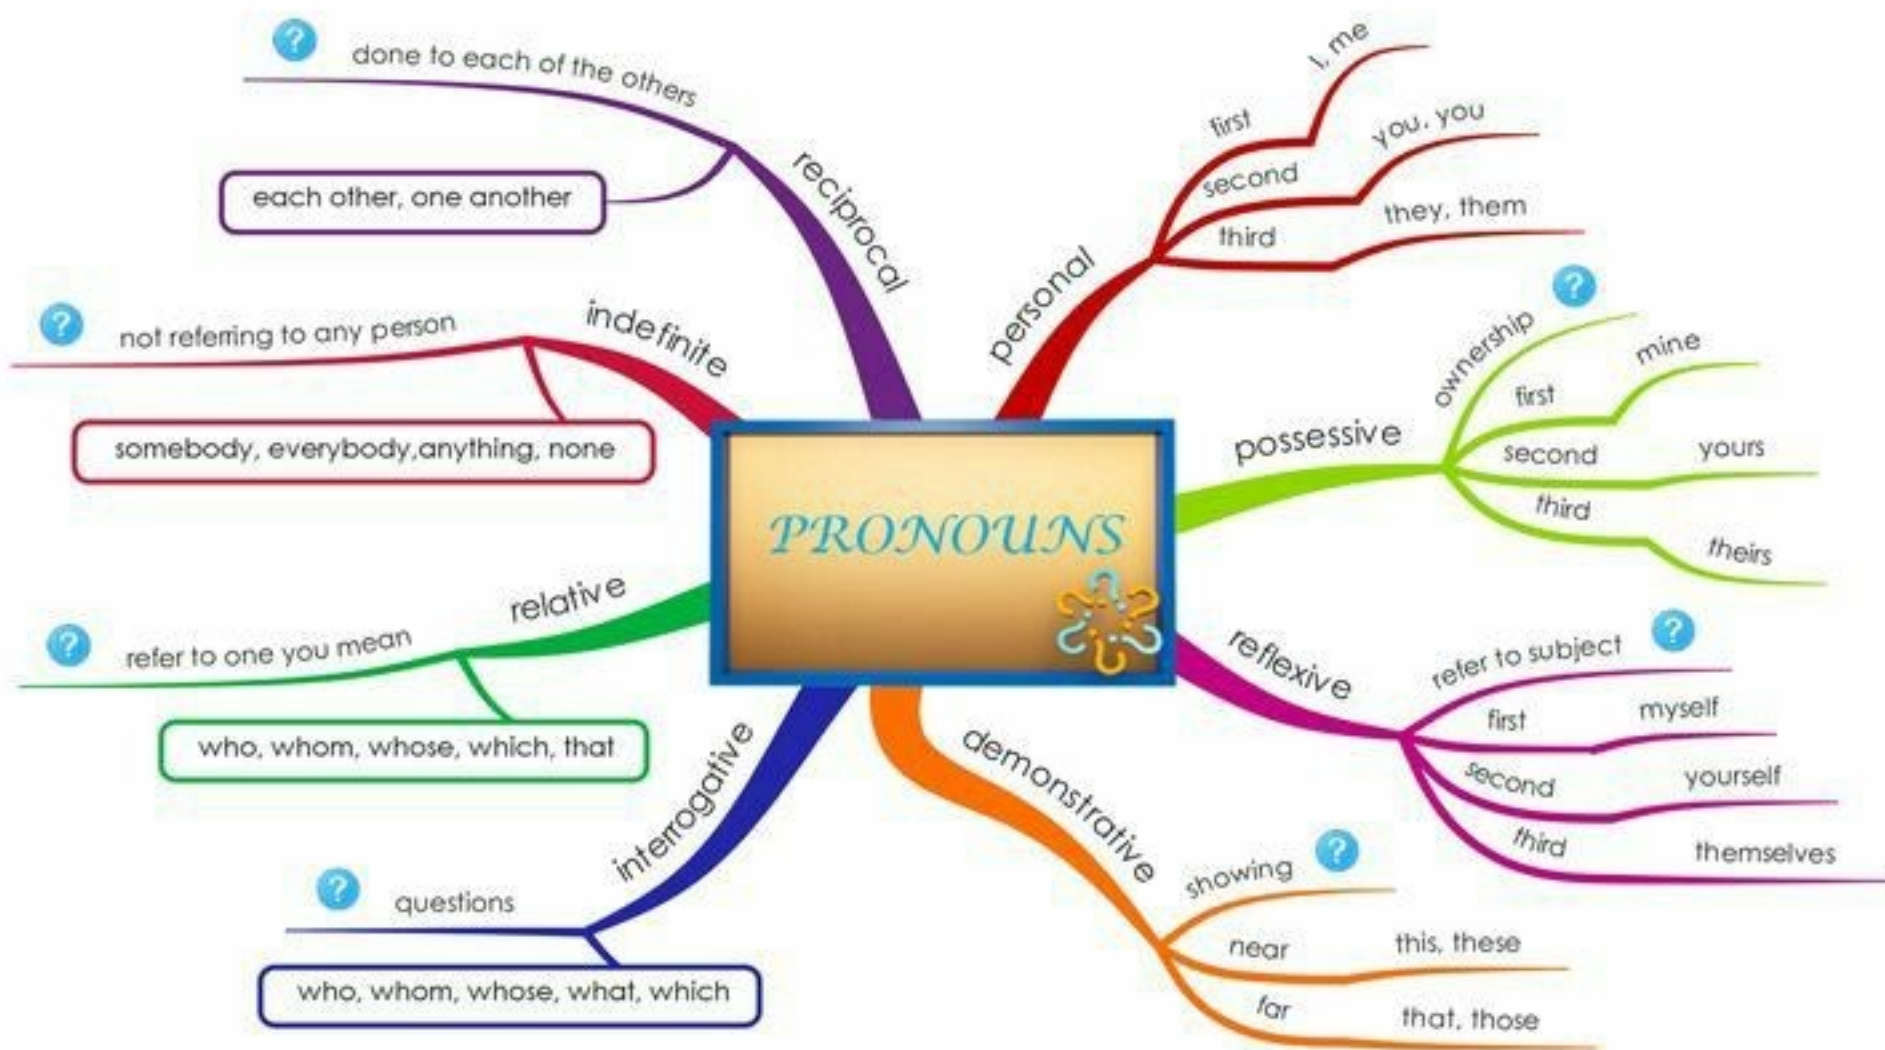 PRONOUNS
personal
first
I, me
second
you, you
third
they, them
possessive
ownership
first
mine
second
yours
third
theirs
reflexive
refer to subject
first
myself
second
yourself
third
themselves
demonstrative
showing
near
this, these
far
that, those
interrogative
questions
who, whom, whose, what, which
relative
refer to one you mean
who, whom, whose, which, that
indefinite
not referring to any person
somebody, everybody,anything, none
reciprocal
done to each of the others
each other, one another
?
?
?
?
?
?
?